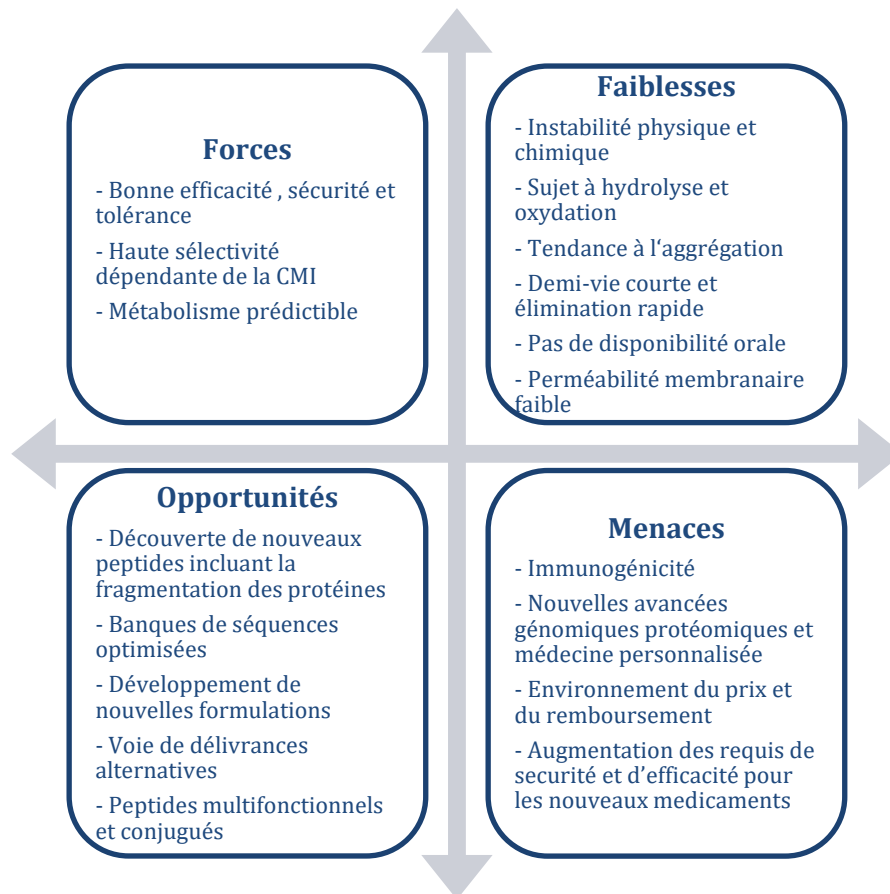 Forces
- Bonne efficacité , sécurité et
tolérance
- Haute sélectivité
dépendante de la CMI
- Métabolisme prédictible
Faiblesses
- Instabilité physique et
chimique
- Sujet à hydrolyse et
oxydation
- Tendance à l‘aggrégation
- Demi-vie courte et
élimination rapide
- Pas de disponibilité orale
- Perméabilité membranaire
faible
Opportunités
- Découverte de nouveaux
peptides incluant la
fragmentation des protéines
- Banques de séquences
optimisées
- Développement de
nouvelles formulations
- Voie de délivrances
alternatives
- Peptides multifonctionnels
et conjugués
Menaces
- Immunogénicité
- Nouvelles avancées
génomiques protéomiques et
médecine personnalisée
- Environnement du prix et
du remboursement
- Augmentation des requis de
securité et d’efficacité pour
les nouveaux medicaments